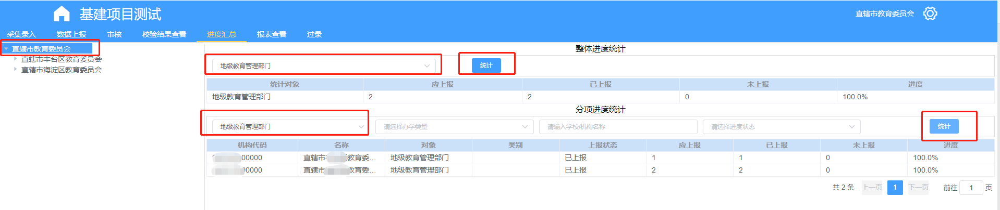 基建项目测试
直辖市教育委员会
采集录入 数据上报 审核 校验结果查看 进度汇总 报表查看 过录
直辖市教育委员会
直辖市丰台区教育委员会
直辖市海淀区教育委员会
整体进度统计
地级教育管理部门 统计
统计对象 应上报 已上报 未上报 进度
地级教育管理部门 2 2 0 100.0%
分项进度统计
地级教育管理部门 请选择办学类型 请输入学校/机构名称 请选择进度状态 统计
机构代码 名称 对象 类别 上报状态 应上报 已上报 未上报 进度
00000 直辖市 教育委... 地级教育管理部门 已上报 1 1 0 100.0%
00000 直辖市 教育委... 地级教育管理部门 已上报 2 2 0 100.0%
共 2 条 上一页 1 下一页 前往 1 页